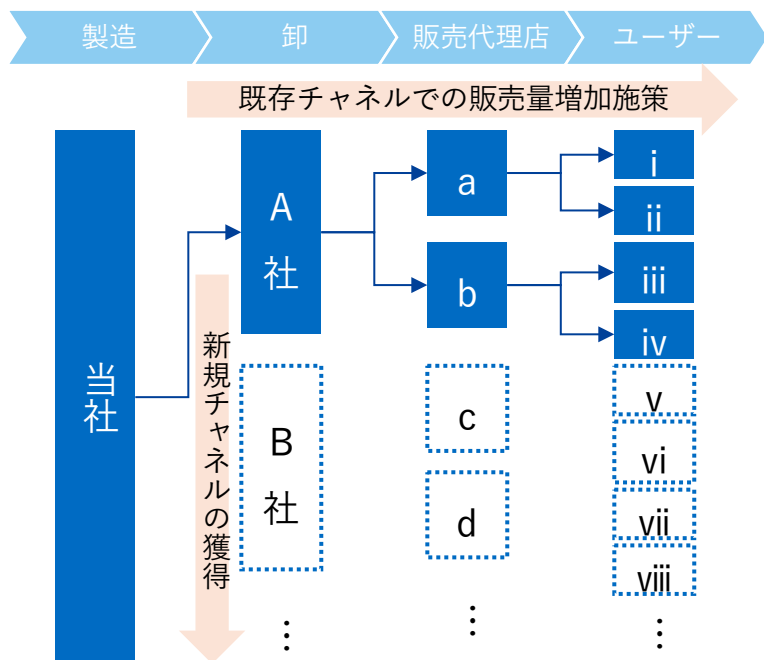 製造
卸
販売代理店
ユーザー
既存チャネルでの販売量増加施策
当社
A社
a
b
i
ii
iii
iv
新規チャネルの獲得
B社
c
d
v
vi
vii
viii
…
…
…